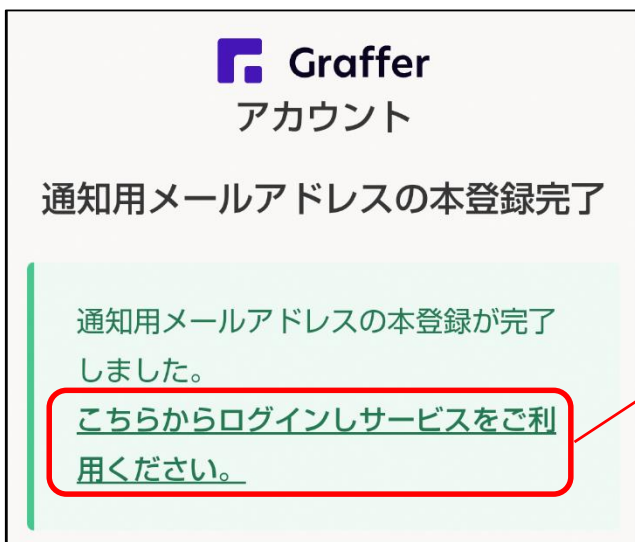 Graffer
アカウント
通知用メールアドレスの本登録完了
通知用メールアドレスの本登録が完了
しました。
こちらからログインしサービスをご利
用ください。